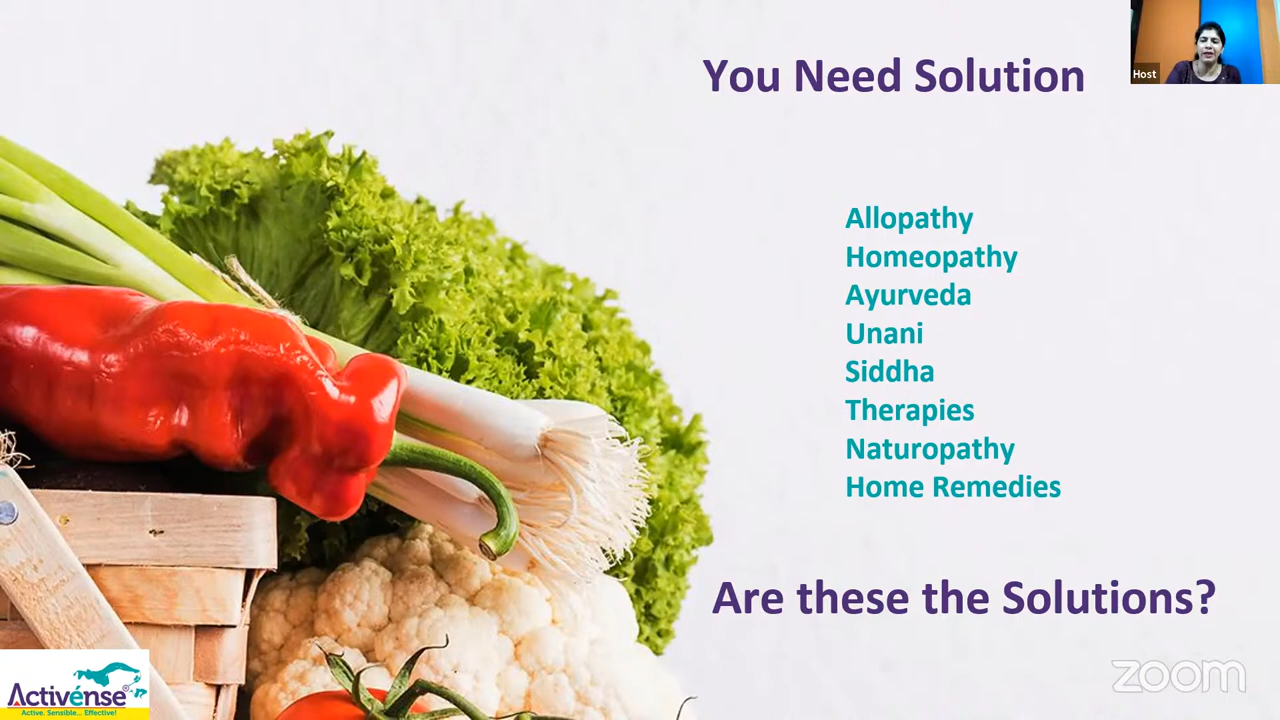 You Need Solution
Host
Allopathy
Homeopathy
Ayurveda
Unani
Siddha
Therapies
Naturopathy
Home Remedies
Are these the Solutions?
zoom
Activénse®
Active. Sensible... Effective!